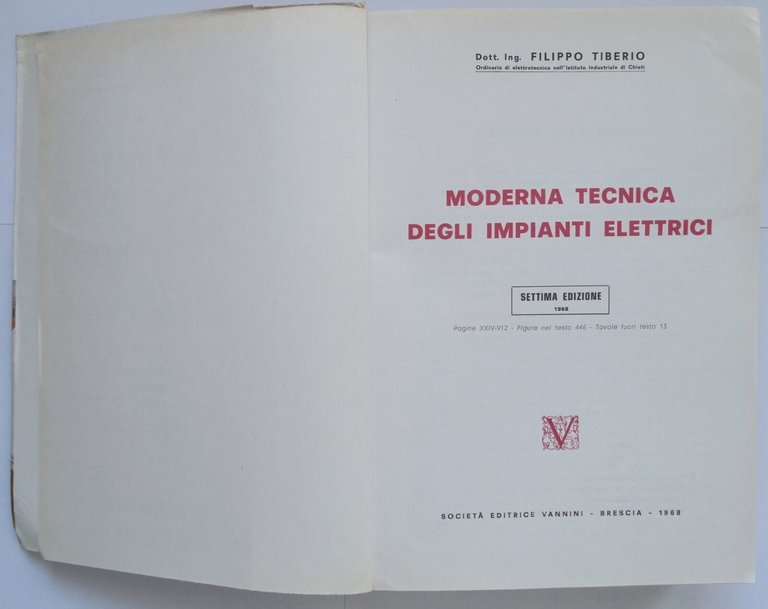 Dott. Ing. FILIPPO TIBERIO
Ordinario di elettrotecnica nell'Istituto Industriale di Chieti
MODERNA TECNICA
DEGLI IMPIANTI ELETTRICI
SETTIMA EDIZIONE
1968
Pagine XXIV-912 - Figure nel testo 446 - Tavole fuori testo 13
V
SOCIETÀ EDITRICE VANNINI - BRESCIA - 1968